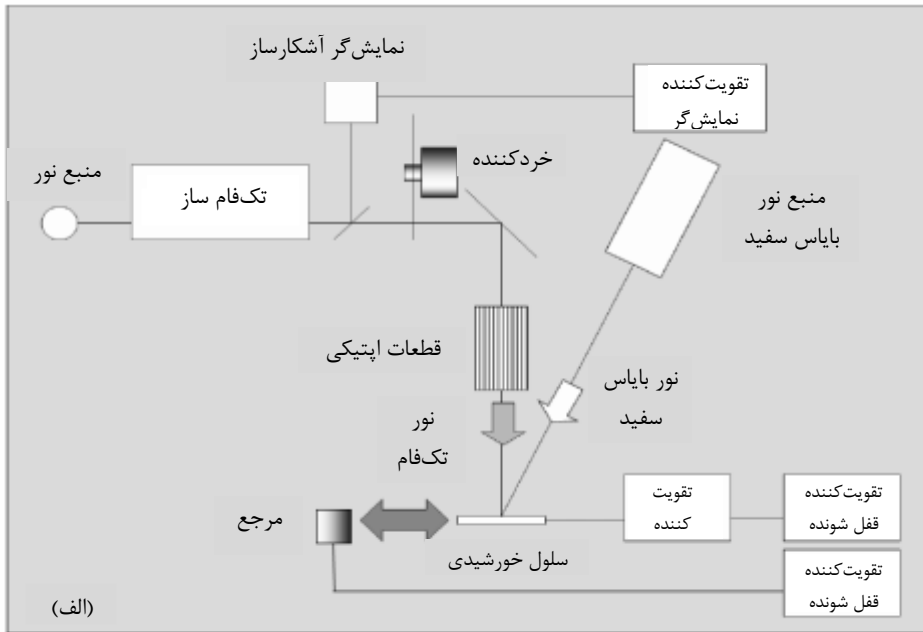 نمایش‌گر آشکارساز
تقویت‌کننده
نمایش‌گر
خردکننده
منبع نور
تک‌فام ساز
منبع نور
بایاس سفید
قطعات اپتیکی
نور بایاس
سفید
نور
تک‌فام
مرجع
تقویت
کننده
تقویت‌کننده
قفل شونده
سلول خورشیدی
تقویت‌کننده
قفل شونده
(الف)